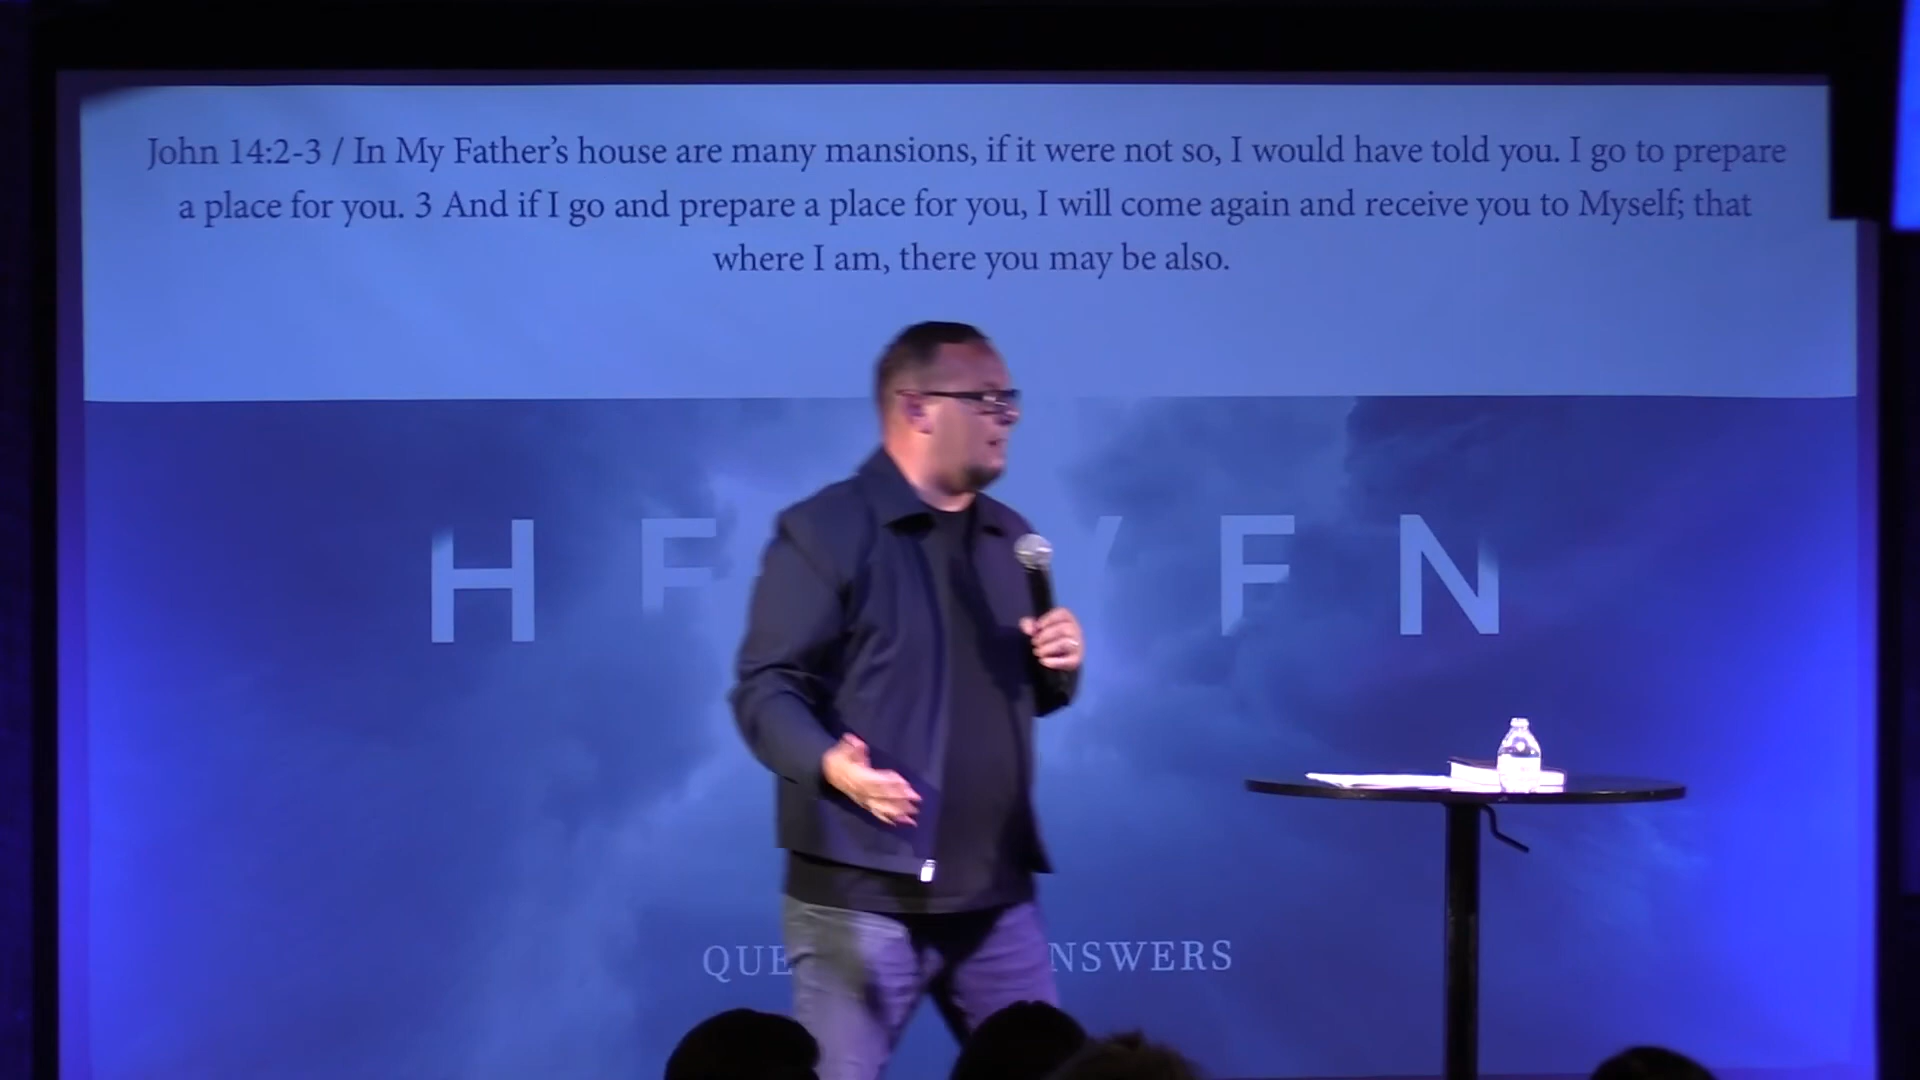 John 14:2-3 / In My Father's house are many mansions, if it were not so, I would have told you. I go to prepare
a place for you. 3 And if I go and prepare a place for you, I will come again and receive you to Myself; that
where I am, there you may be also.
H E V E N
QUE NSWERS